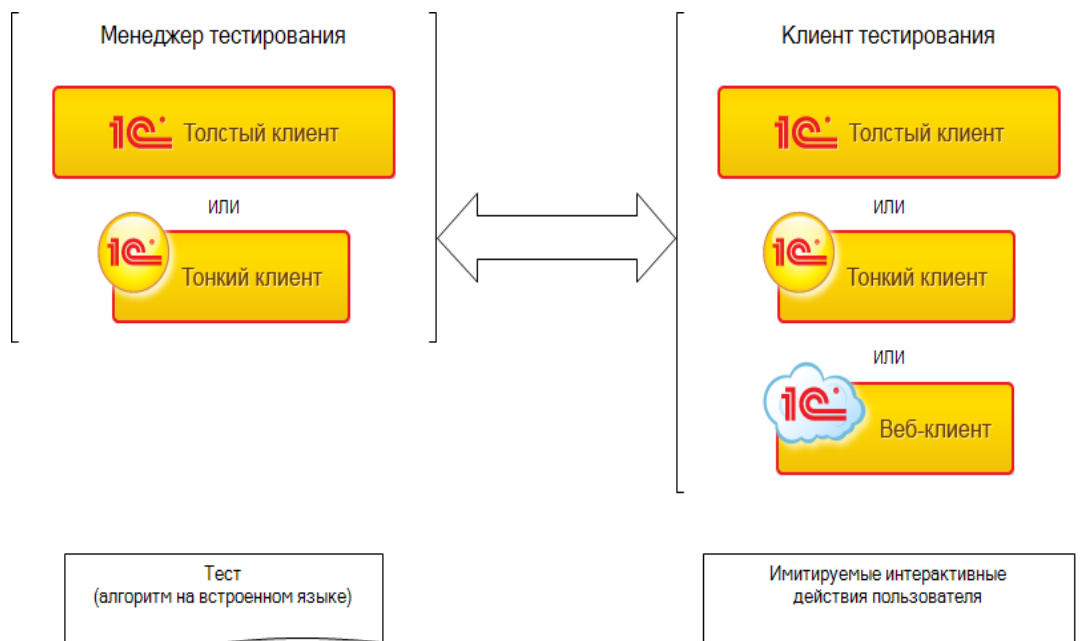 Менеджер тестирования
1С Толстый клиент
или
1С Тонкий клиент
Клиент тестирования
1С Толстый клиент
или
1С Тонкий клиент
или
1С Веб-клиент
Тест
(алгоритм на встроенном языке)
Имитируемые интерактивные
действия пользователя